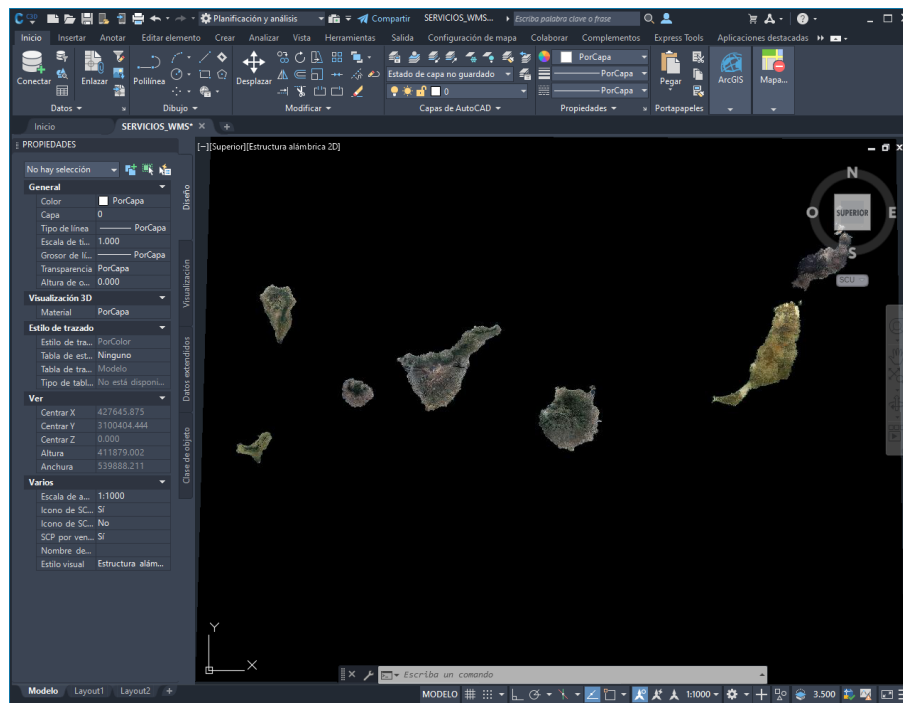 C 3D Planificación y análisis Compartir SERVICIOS_WMS... Escriba palabra clave o frase
Inicio Insertar Anotar Editar elemento Crear Analizar Vista Herramientas Salida Configuración de mapa Colaborar Complementos Express Tools Aplicaciones destacadas
Conectar Enlazar Polilínea Desplazar Estado de capa no guardado 0 PorCapa PorCapa PorCapa Pegar ArcGIS Mapa...
Datos Dibujo Modificar Capas de AutoCAD Propiedades Portapapeles
Inicio SERVICIOS_WMS* × +
PROPIEDADES
[−][Superior][Estructura alámbrica 2D]
No hay selección
General
Color PorCapa
Capa 0
Tipo de línea PorCapa
Escala de ti... 1.000
Grosor de lí... PorCapa
Transparencia PorCapa
Altura de o... 0.000
Visualización 3D
Material PorCapa
Estilo de trazado
Estilo de tra... PorColor
Tabla de est... Ninguno
Tabla de tra... Modelo
Tipo de tabl... No está disponi...
Ver
Centrar X 427645.875
Centrar Y 3100404.444
Centrar Z 0.000
Altura 411879.002
Anchura 539888.211
Varios
Escala de a... 1:1000
Icono de SC... Sí
Icono de SC... No
SCP por ven... Sí
Nombre de...
Estilo visual Estructura alám...
Diseño
Visualización
Datos extendidos
Clase de objeto
N
O SUPERIOR E
S
SCU
Y
X
Escriba un comando
Modelo Layout1 Layout2 +
MODELO 1:1000 3.500